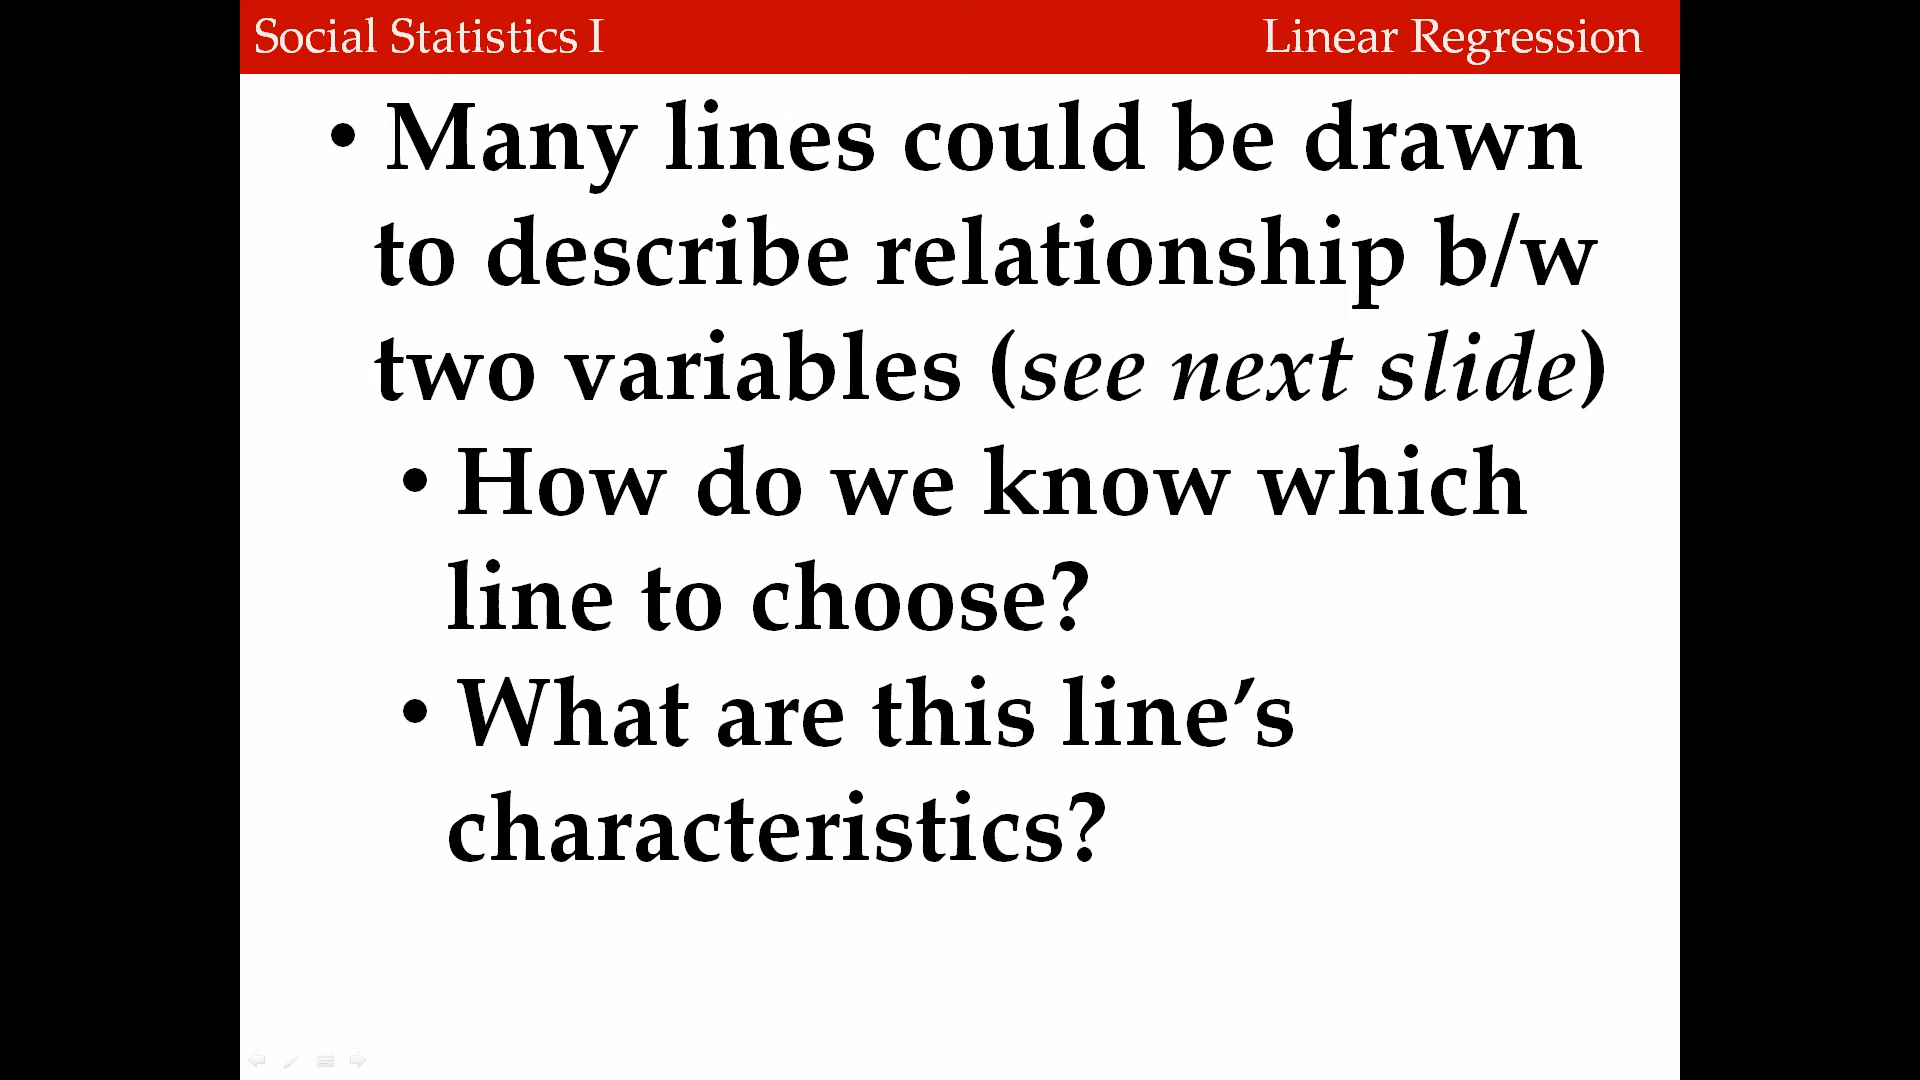 Social Statistics I
Linear Regression
• Many lines could be drawn
to describe relationship b/w
two variables (see next slide)
• How do we know which
line to choose?
• What are this line’s
characteristics?